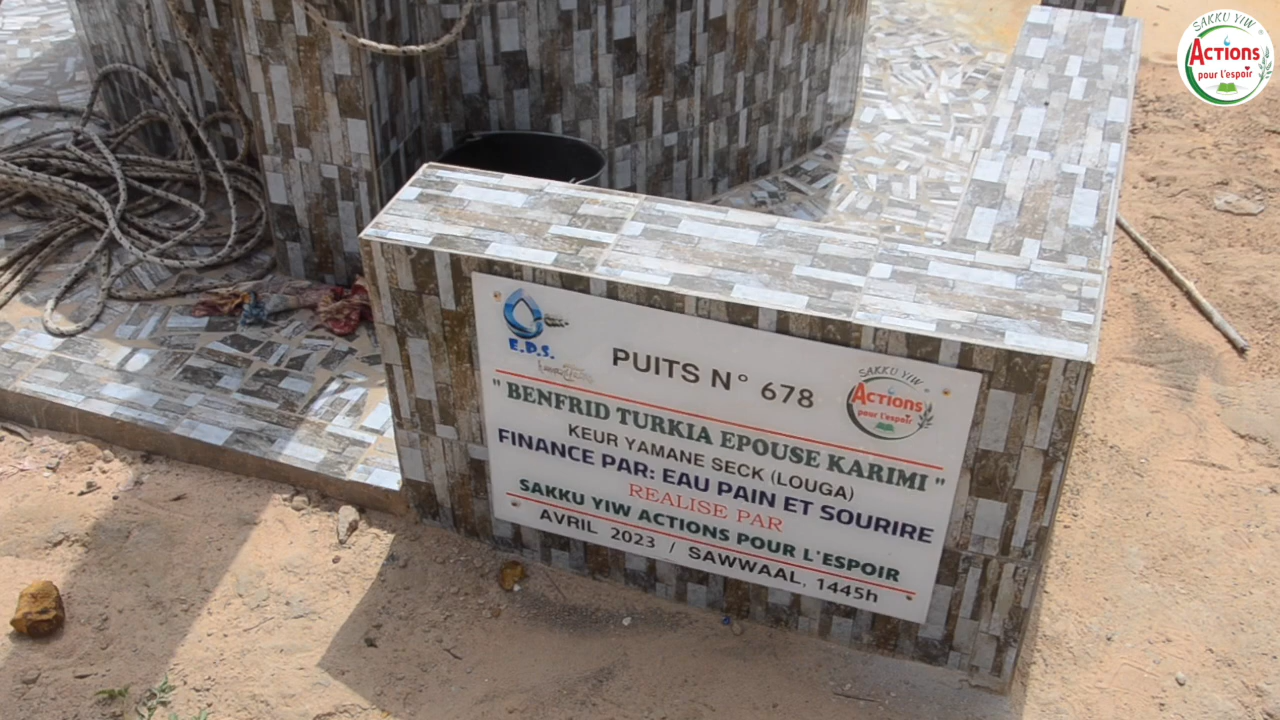 SAKKU YIW
ACTIONS
pour l'espoir
E.P.S.
PUITS N° 678
SAKKU YIW
ACTIONS
pour l'espoir
" BENFRID TURKIA EPOUSE KARIMI "
KEUR YAMANE SECK (LOUGA)
FINANCE PAR: EAU PAIN ET SOURIRE
REALISE PAR
SAKKU YIW ACTIONS POUR L'ESPOIR
AVRIL 2023 / SAWWAAL, 1445h